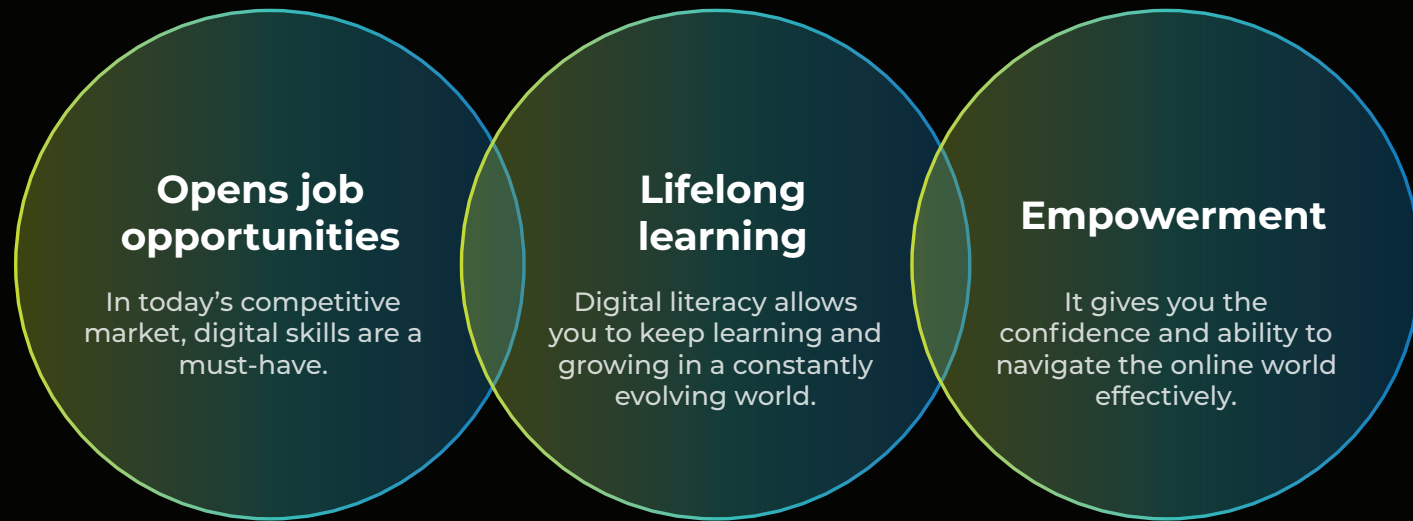 Opens job
opportunities
In today’s competitive
market, digital skills are a
must-have.
Lifelong
learning
Digital literacy allows
you to keep learning and
growing in a constantly
evolving world.
Empowerment
It gives you the
confidence and ability to
navigate the online world
effectively.